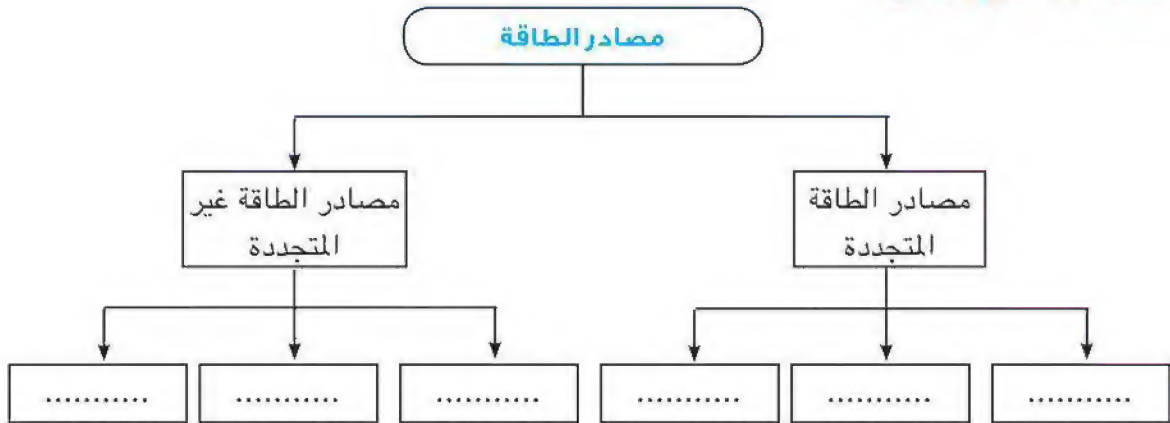 مصادر الطاقة
مصادر الطاقة
المتجددة
مصادر الطاقة غير
المتجددة
...........
...........
...........
...........
...........
...........